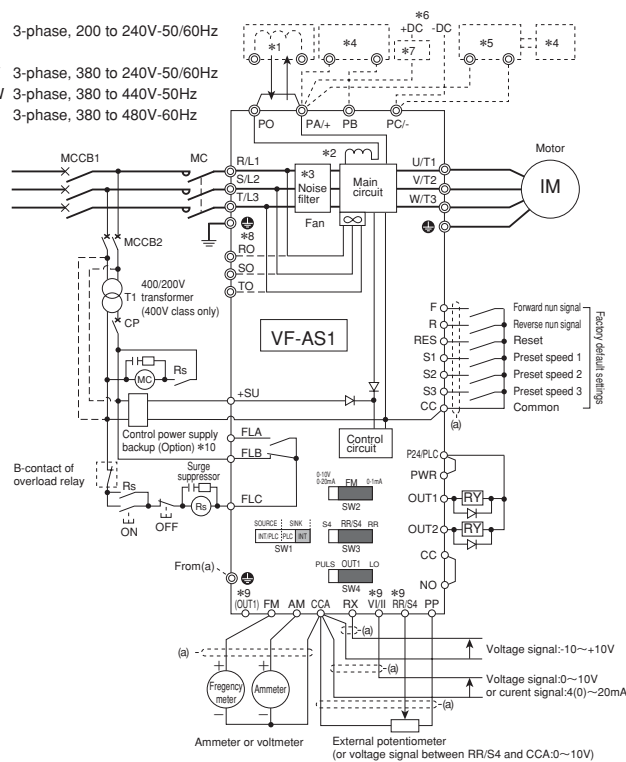 3-phase, 200 to 240V-50/60Hz
3-phase, 380 to 240V-50/60Hz
W 3-phase, 380 to 440V-50Hz
3-phase, 380 to 480V-60Hz
*6
+DC -DC
*1
*4
*7
*5
*4
PO
PA/+
PB
PC/-
MCCB1
MC
R/L1
S/L2
T/L3
*2
*3
Noise
filter
Main
circuit
Fan
U/T1
V/T2
W/T3
Motor
IM
*8
RO
SO
TO
MCCB2
400/200V
T1 transformer
(400V class only)
CP
VF-AS1
MC
Rs
+SU
Control power supply
backup (Option) *10
FLA
FLB
FLC
Control
circuit
B-contact of
overload relay
Rs
ON
OFF
Surge
suppressor
Rs
F Forward nun signal
R Reverse nun signal
RES Reset
S1 Preset speed 1
S2 Preset speed 2
S3 Preset speed 3
CC Common
(a)
Factory default settings
P24/PLC
PWR
OUT1
RY
OUT2
RY
CC
NO
0-10V
0-20mA
FM
0-1mA
SW2
SOURCE SINK
INT/PLC PLC INT
SW1
S4 RR/S4 RR
SW3
PULS OUT1 LO
SW4
From(a)
*9
(OUT1)
FM
AM
CCA
RX
*9
VI/II
*9
RR/S4
PP
(a)
(a)
(a)
(a)
Voltage signal:-10~+10V
Voltage signal:0~10V
or curent signal:4(0)~20mA
+
+
Fregency
meter
Ammeter
−
−
Ammeter or voltmeter
External potentiometer
(or voltage signal between RR/S4 and CCA:0~10V)